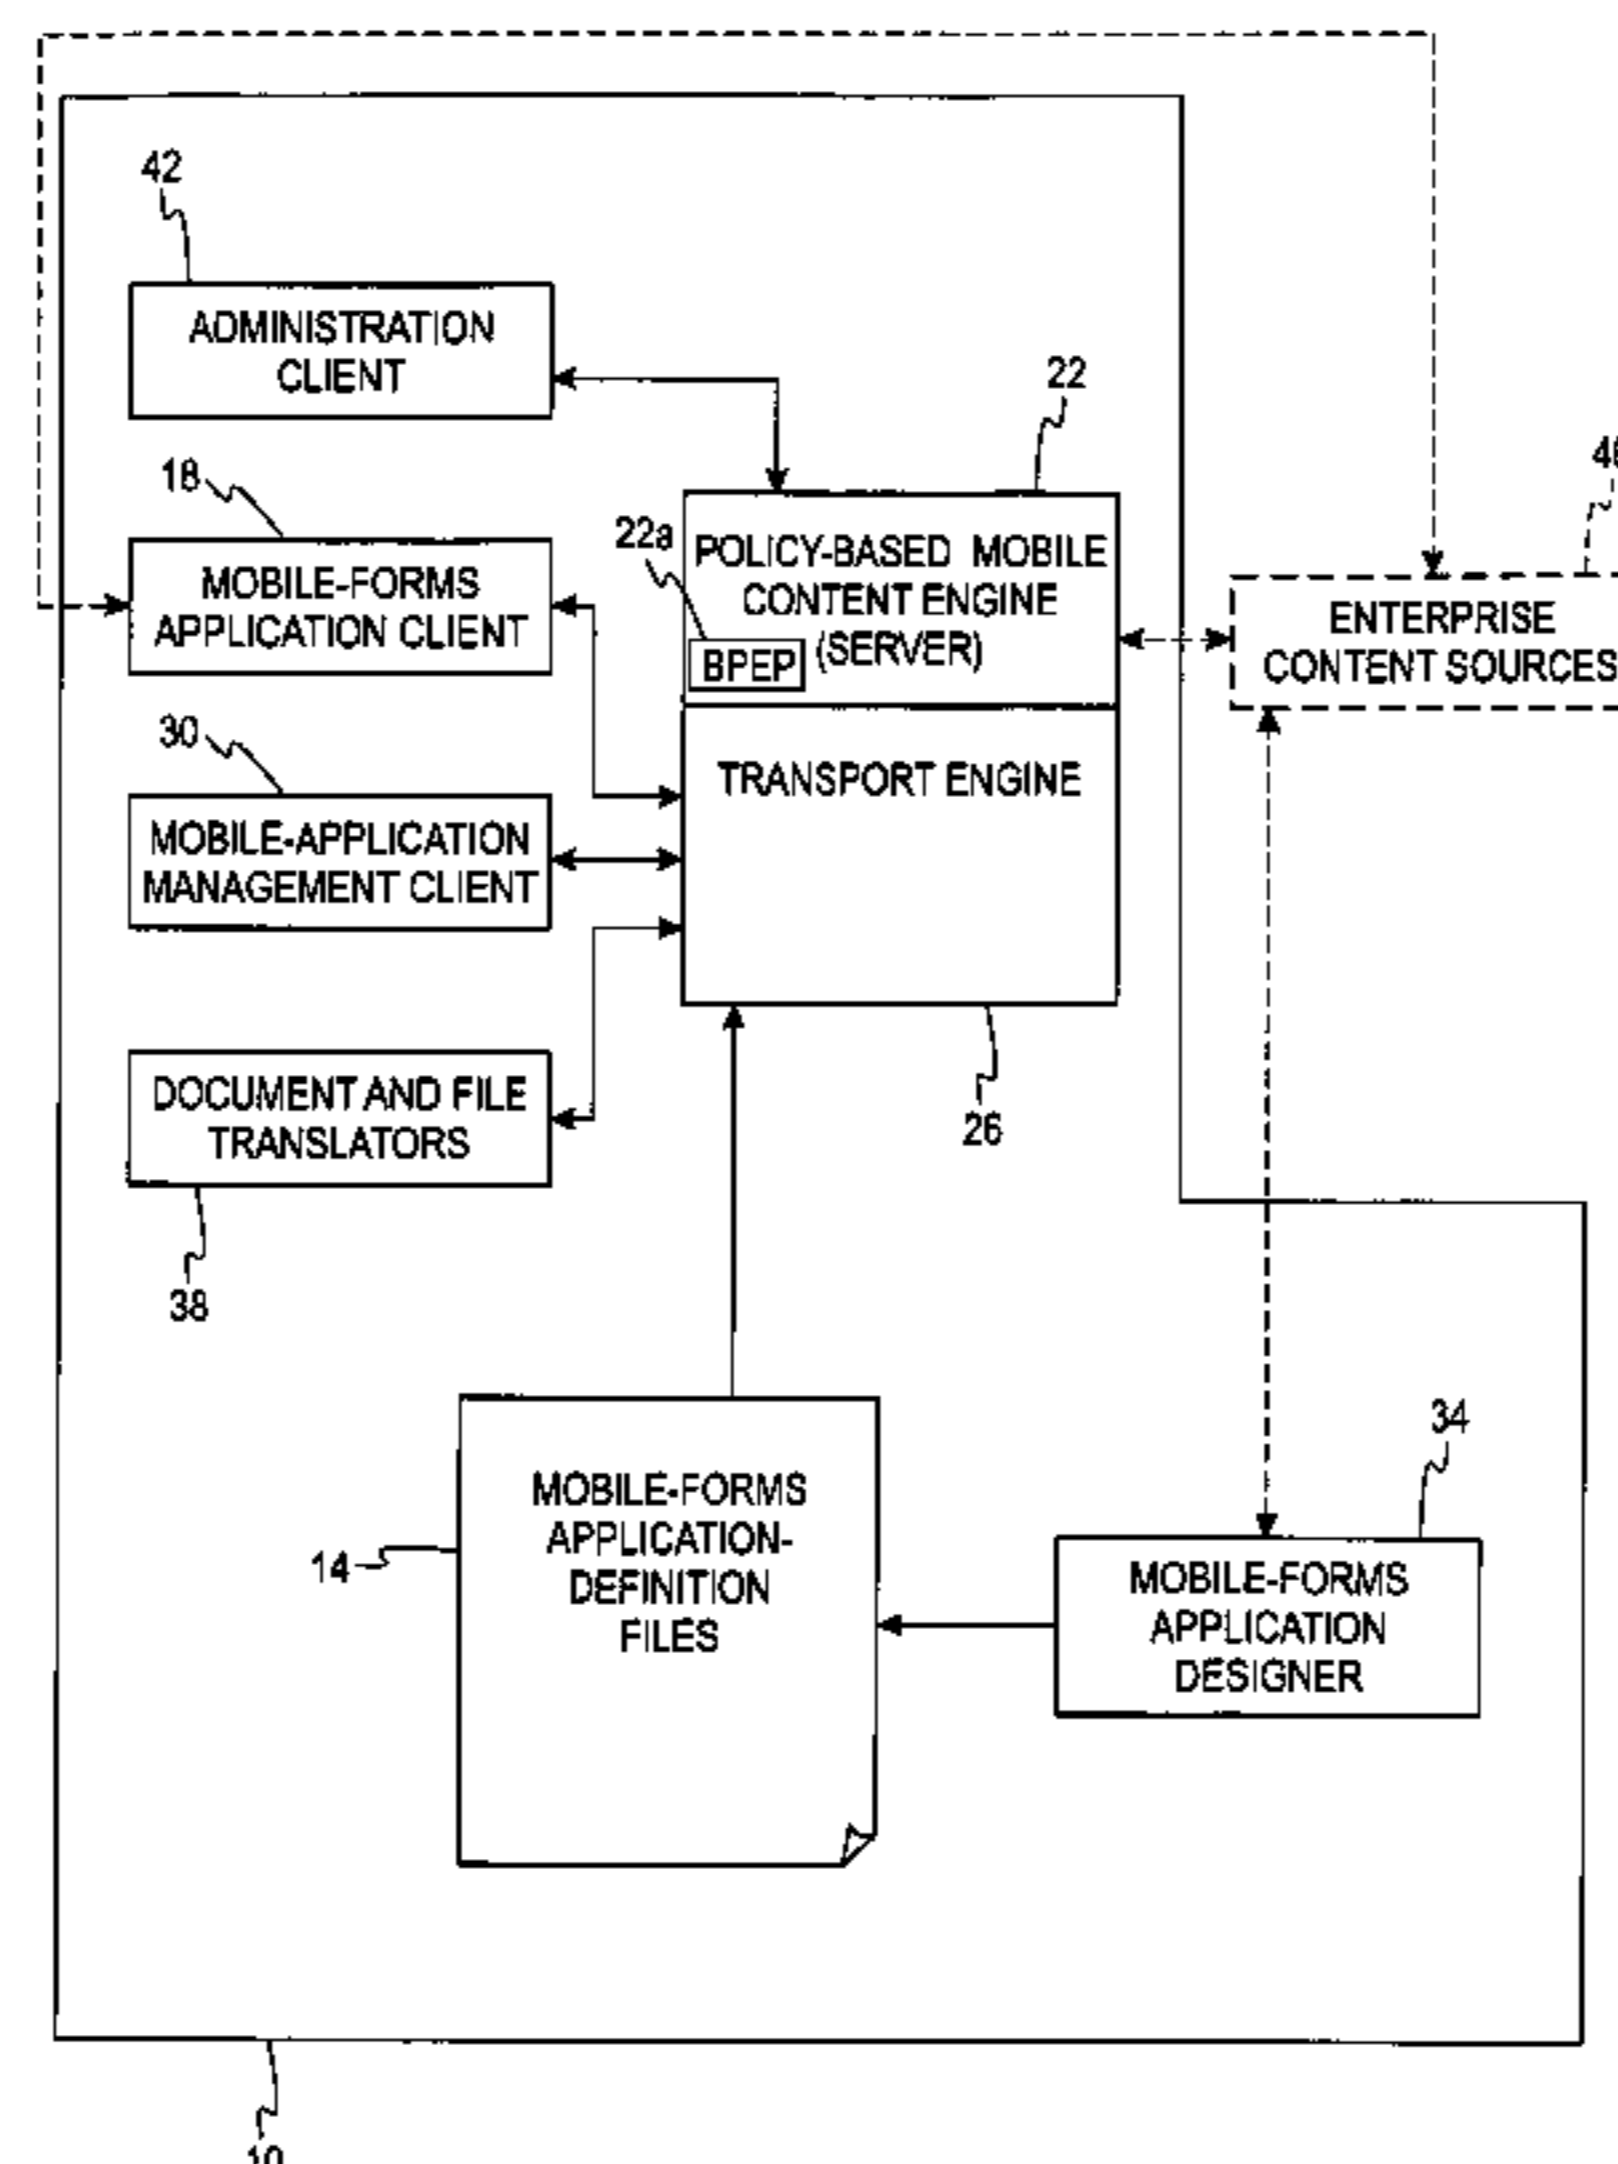 42
ADMINISTRATION
CLIENT
22
18
22a
POLICY-BASED MOBILE
CONTENT ENGINE
(SERVER)
BPEP
MOBILE-FORMS
APPLICATION CLIENT
ENTERPRISE
CONTENT SOURCES
30
TRANSPORT ENGINE
MOBILE-APPLICATION
MANAGEMENT CLIENT
DOCUMENT AND FILE
TRANSLATORS
26
38
34
MOBILE-FORMS
APPLICATION-
DEFINITION
FILES
14
MOBILE-FORMS
APPLICATION
DESIGNER
10